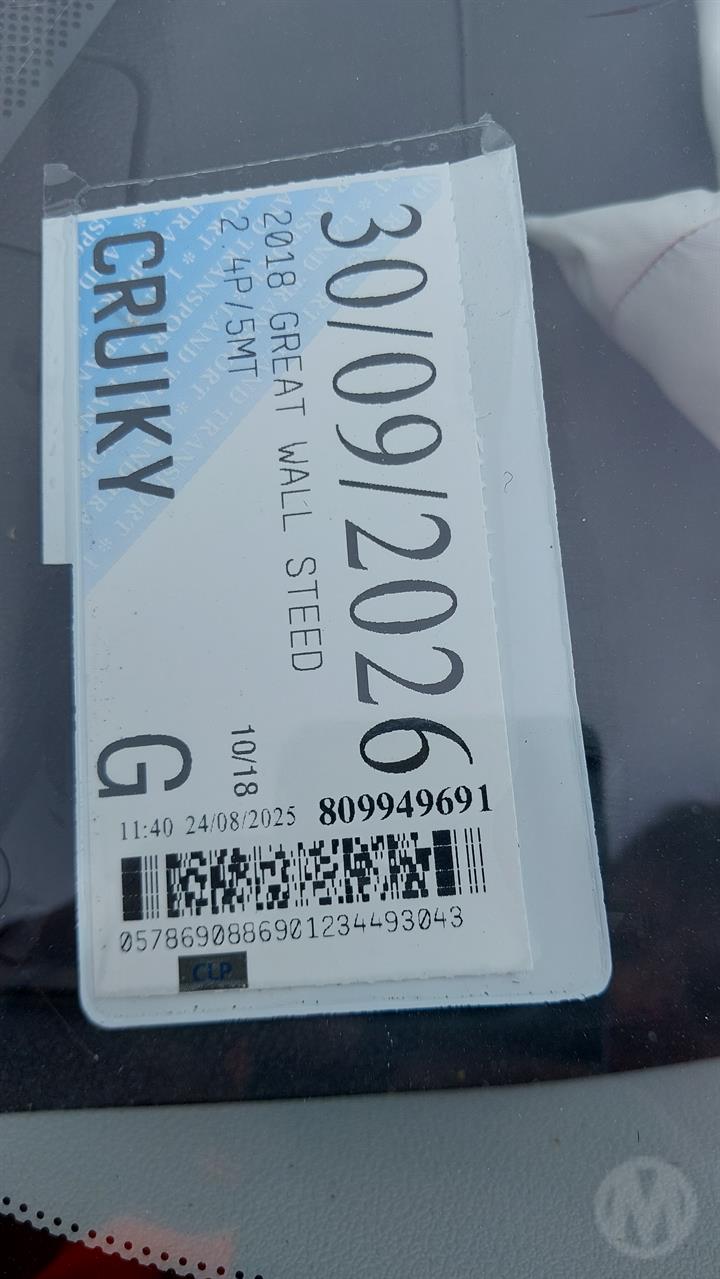 30/09/2026
2018 GREAT WALL STEED
2.4P/5MT
10/18
CRUIKY G
11:40 24/08/2025 809949691
0578690886901234493043
CLP
M